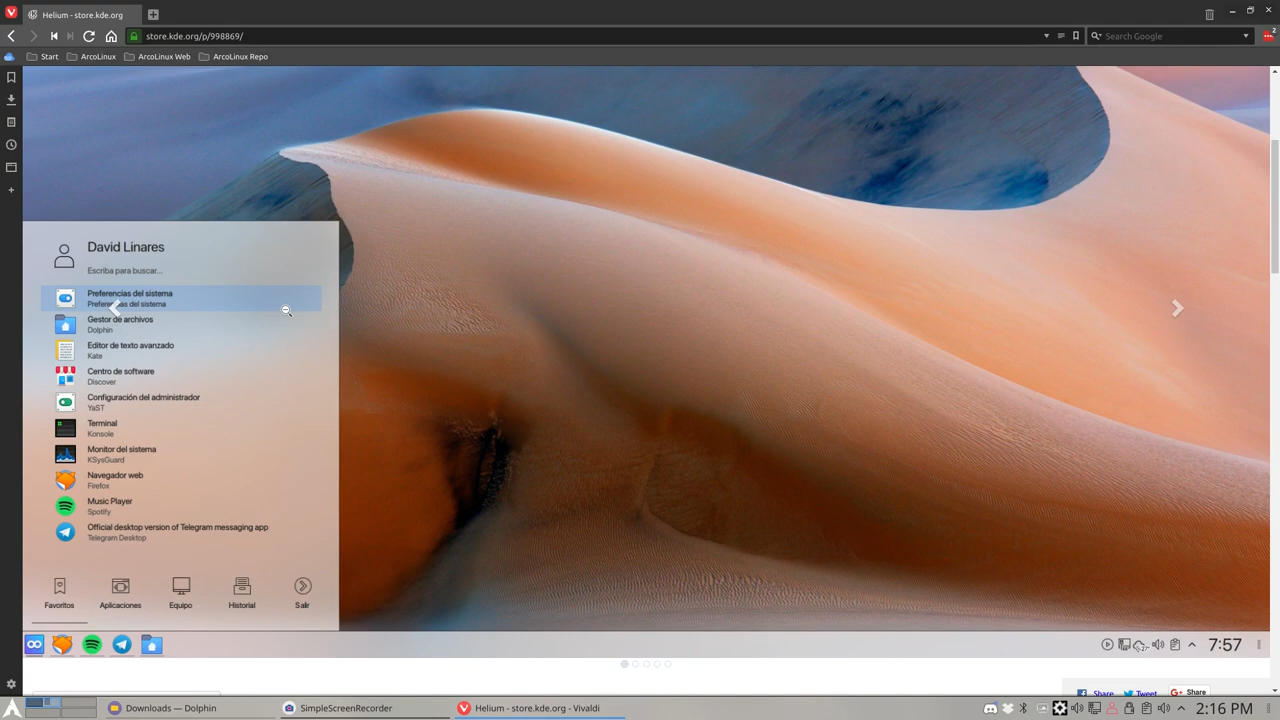 Helium - store.kde.org
store.kde.org/p/998869/
Search Google
2
Start
ArcoLinux
ArcoLinux Web
ArcoLinux Repo
David Linares
Escriba para buscar...
Preferencias del sistema
Preferencias del sistema
Gestor de archivos
Dolphin
Editor de texto avanzado
Kate
Centro de software
Discover
Configuración del administrador
YaST
Terminal
Konsole
Monitor del sistema
KSysGuard
Navegador web
Firefox
Music Player
Spotify
Official desktop version of Telegram messaging app
Telegram Desktop
Favoritos
Aplicaciones
Equipo
Historial
Salir
7:57
Share
Tweet
G+ Share
Downloads — Dolphin
SimpleScreenRecorder
Helium - store.kde.org - Vivaldi
2:16 PM